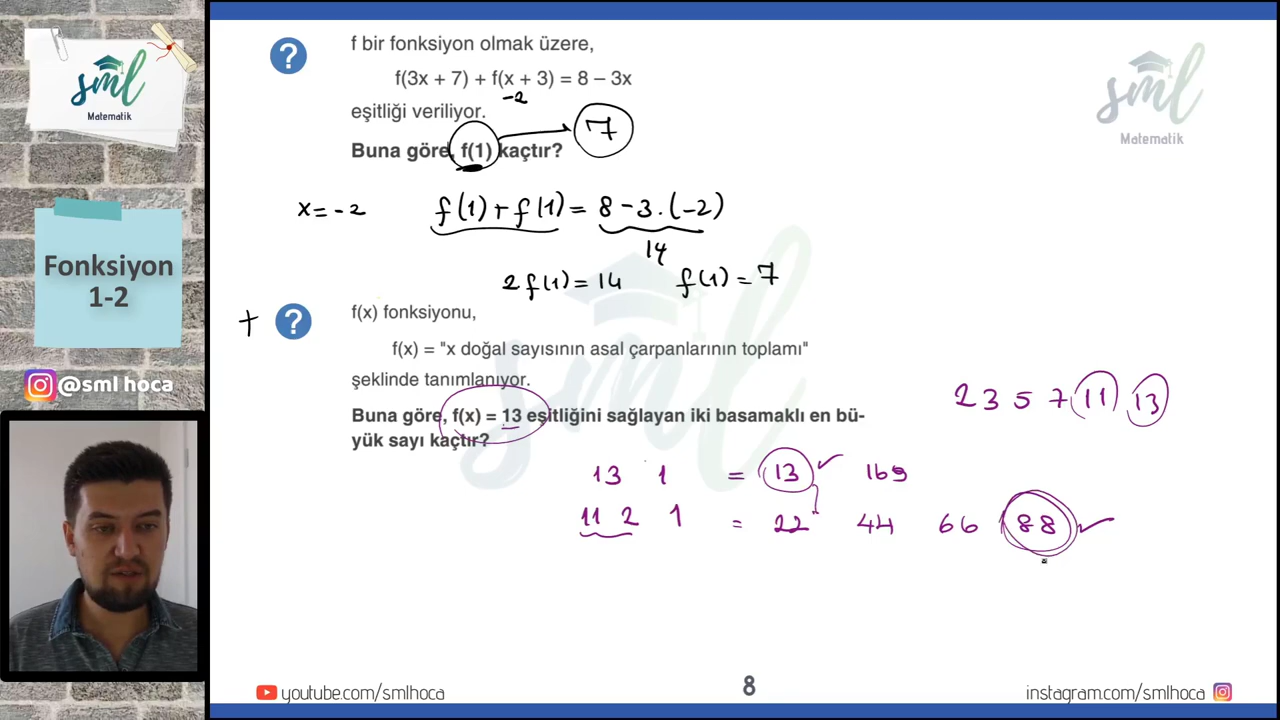 sml
Matematik
Fonksiyon
1-2
@sml hoca
f bir fonksiyon olmak üzere,
f(3x + 7) + f(x + 3) = 8 – 3x
-2
eşitliği veriliyor.
7
Buna göre, f(1) kaçtır?
x = -2 f(1) + f(1) = 8 - 3.(-2)
14
2f(1) = 14 f(1) = 7
+
f(x) fonksiyonu,
f(x) = "x doğal sayısının asal çarpanlarının toplamı"
şeklinde tanımlanıyor.
2 3 5 7 11 13
Buna göre, f(x) = 13 eşitliğini sağlayan iki basamaklı en bü-
yük sayı kaçtır?
13 1 = 13 169
11 2 1 = 22 44 66 88
sml
Matematik
sml
youtube.com/smlhoca
8
instagram.com/smlhoca